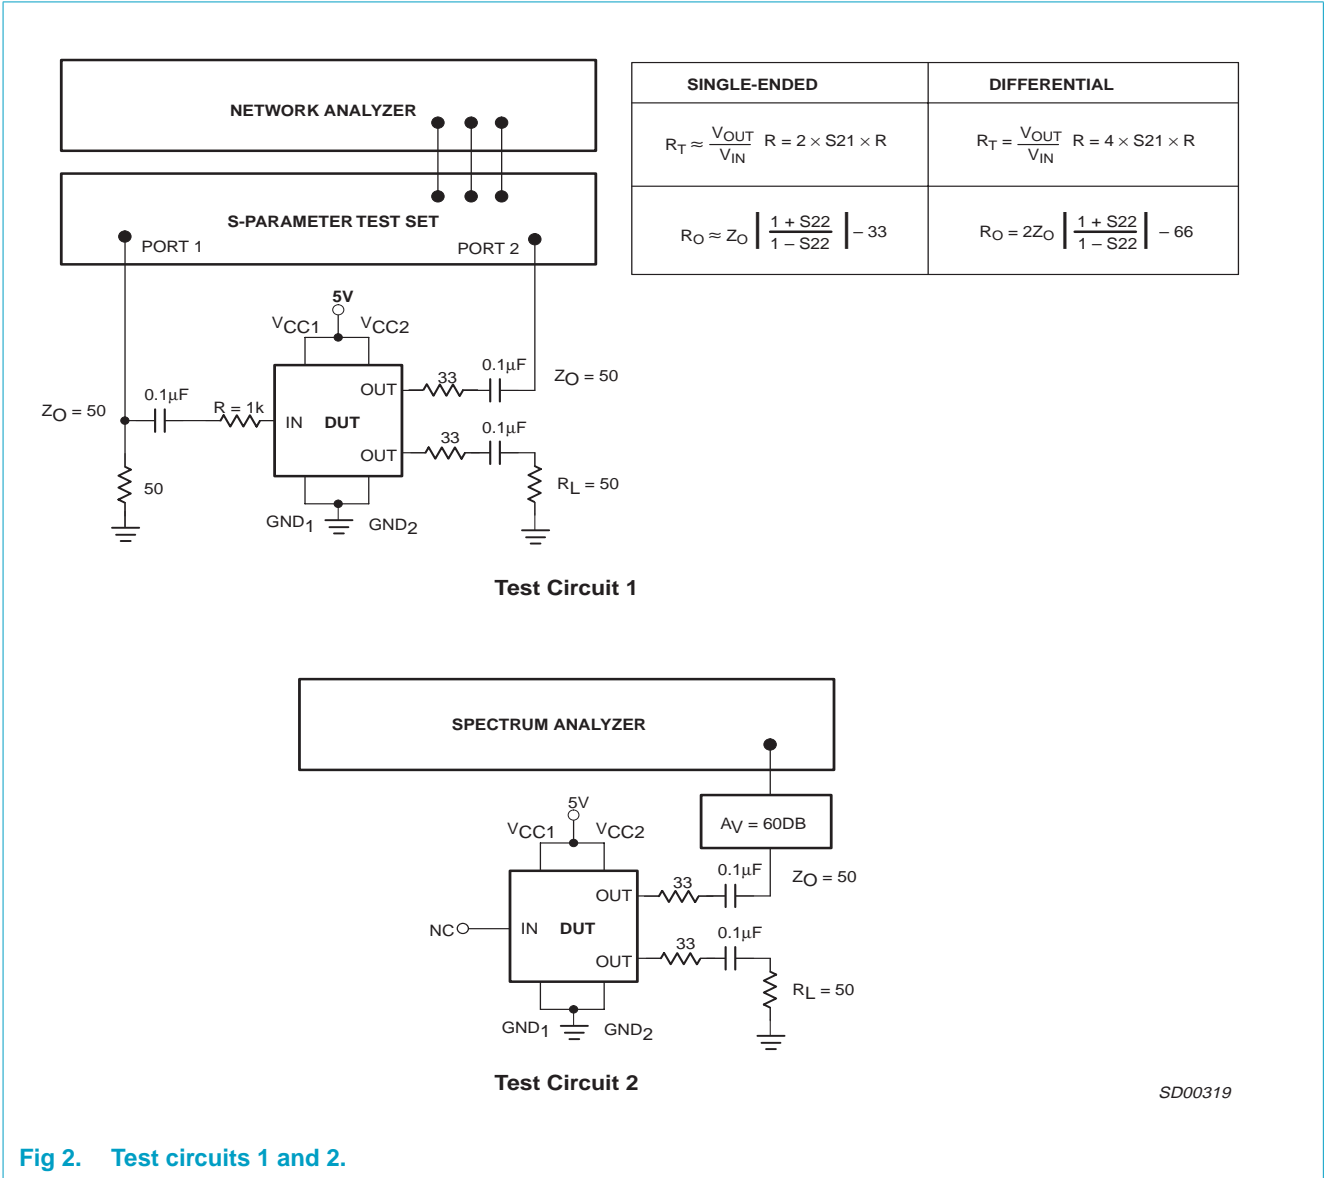 NETWORK ANALYZER
S-PARAMETER TEST SET
PORT 1
PORT 2
SINGLE-ENDED
DIFFERENTIAL
RT ≈ VOUT/VIN R = 2 × S21 × R
RT = VOUT/VIN R = 4 × S21 × R
RO ≈ ZO | 1 + S22 / 1 – S22 | – 33
RO = 2ZO | 1 + S22 / 1 – S22 | – 66
5V
VCC1
VCC2
ZO = 50
0.1µF
R = 1k
IN
DUT
OUT
33
0.1µF
ZO = 50
OUT
33
0.1µF
RL = 50
50
GND1
GND2
Test Circuit 1
SPECTRUM ANALYZER
AV = 60DB
5V
VCC1
VCC2
NC
IN
DUT
OUT
33
0.1µF
ZO = 50
OUT
33
0.1µF
RL = 50
GND1
GND2
Test Circuit 2
SD00319
Fig 2. Test circuits 1 and 2.